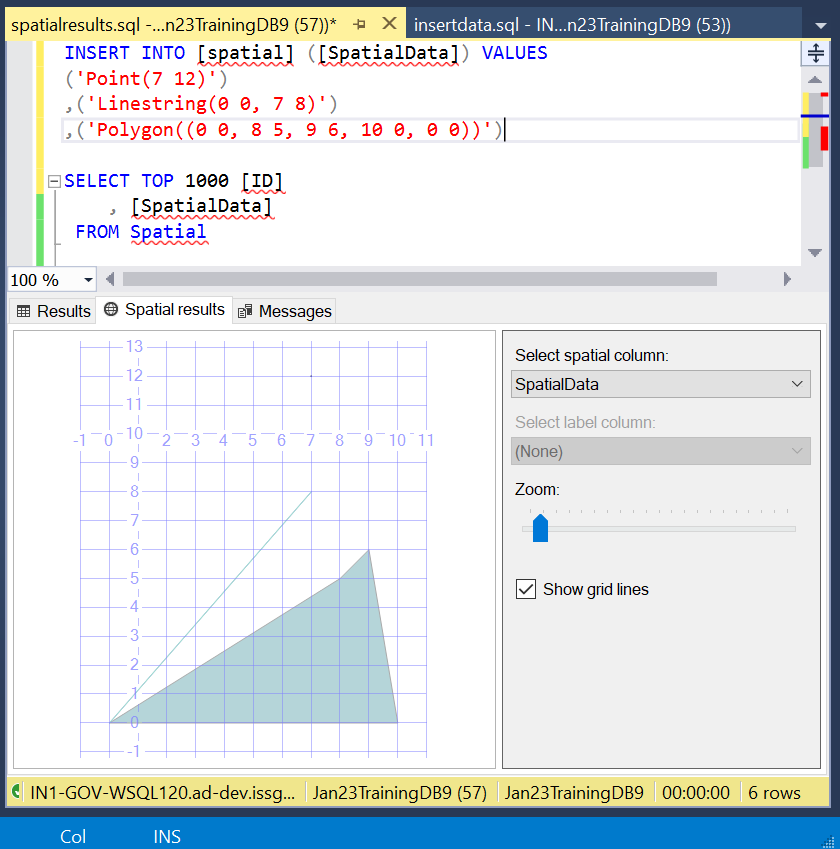 spatialresults.sql -...n23TrainingDB9 (57))* insertdata.sql - IN...n23TrainingDB9 (53))
INSERT INTO [spatial] ([SpatialData]) VALUES
('Point(7 12)')
,('Linestring(0 0, 7 8)')
,('Polygon((0 0, 8 5, 9 6, 10 0, 0 0))')
SELECT TOP 1000 [ID]
, [SpatialData]
FROM Spatial
100 %
Results Spatial results Messages
13
12
11
10
-1 0 2 3 4 5 6 7 8 9 10 11
9
8
7
6
5
4
3
2
1
0
-1
Select spatial column:
SpatialData
Select label column:
(None)
Zoom:
Show grid lines
IN1-GOV-WSQL120.ad-dev.issg... Jan23TrainingDB9 (57) Jan23TrainingDB9 00:00:00 6 rows
Col INS